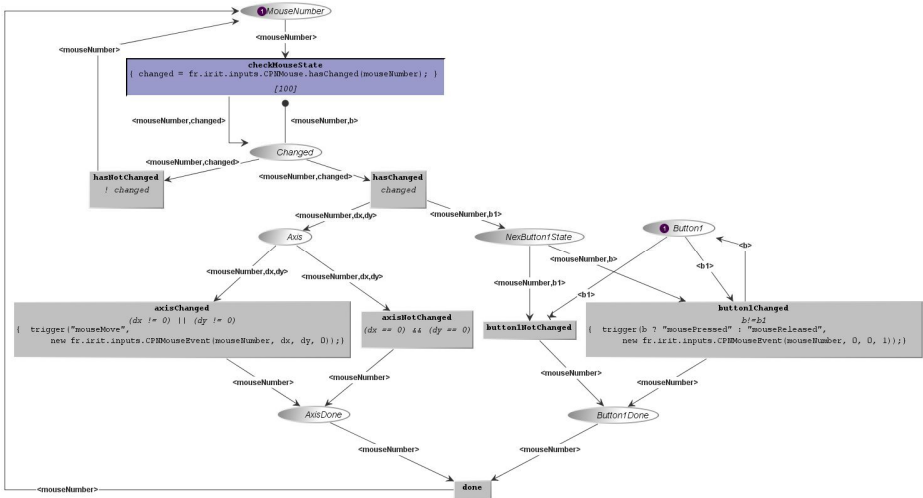 1 MouseNumber
<mouseNumber>
<mouseNumber>
checkMouseState
{ changed = fr.irit.inputs.CPNMouse.hasChanged(mouseNumber); }
[100]
<mouseNumber,changed>
<mouseNumber,b>
Changed
<mouseNumber,changed>
<mouseNumber,changed>
hasNotChanged
! changed
hasChanged
changed
<mouseNumber,dx,dy>
<mouseNumber,b1>
Axis
NexButton1State
1 Button1
<mouseNumber,dx,dy>
<mouseNumber,dx,dy>
<mouseNumber,b>
<b1>
<b>
<mouseNumber,b1>
<b1>
axisChanged
(dx != 0) || (dy != 0)
{ trigger("mouseMove",
new fr.irit.inputs.CPNMouseEvent(mouseNumber, dx, dy, 0));}
axisNotChanged
(dx == 0) && (dy == 0)
button1NotChanged
button1Changed
b!=b1
{ trigger(b ? "mousePressed" : "mouseReleased",
new fr.irit.inputs.CPNMouseEvent(mouseNumber, 0, 0, 1));}
<mouseNumber>
<mouseNumber>
<mouseNumber>
<mouseNumber>
AxisDone
Button1Done
<mouseNumber>
<mouseNumber>
done
<mouseNumber>